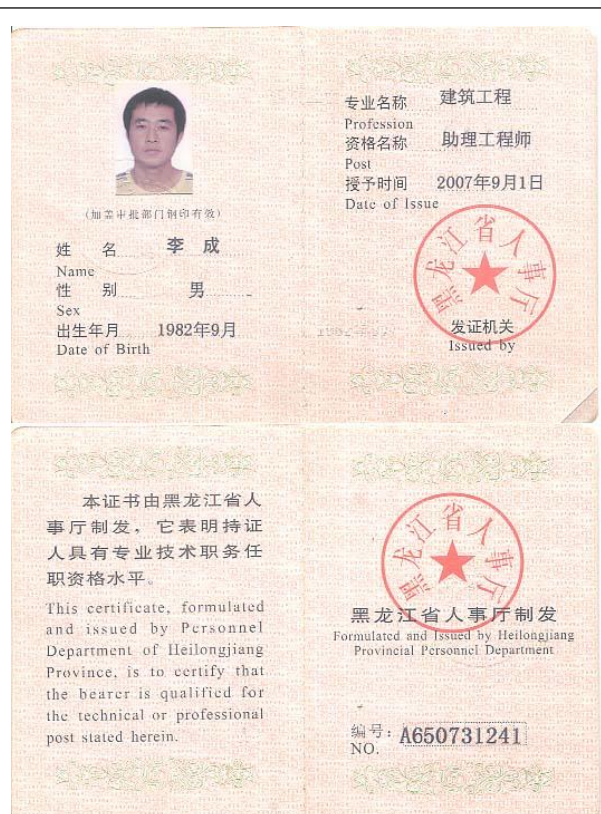 (加盖审批部门钢印有效)
姓 名 李 成
Name
性 别 男
Sex
出生年月 1982年9月
Date of Birth
专业名称 建筑工程
Profession
资格名称 助理工程师
Post
授予时间 2007年9月1日
Date of Issue
黑龙江省人事厅
发证机关
Issued by
本证书由黑龙江省人
事厅制发，它表明持证
人具有专业技术职务任
职资格水平。
This certificate, formulated
and issued by Personnel
Department of Heilongjiang
Province, is to certify that
the bearer is qualified for
the technical or professional
post stated herein.
黑龙江省人事厅
黑龙江省人事厅制发
Formulated and Issued by Heilongjiang
Provincial Personnel Department
编号: A650731241
NO.